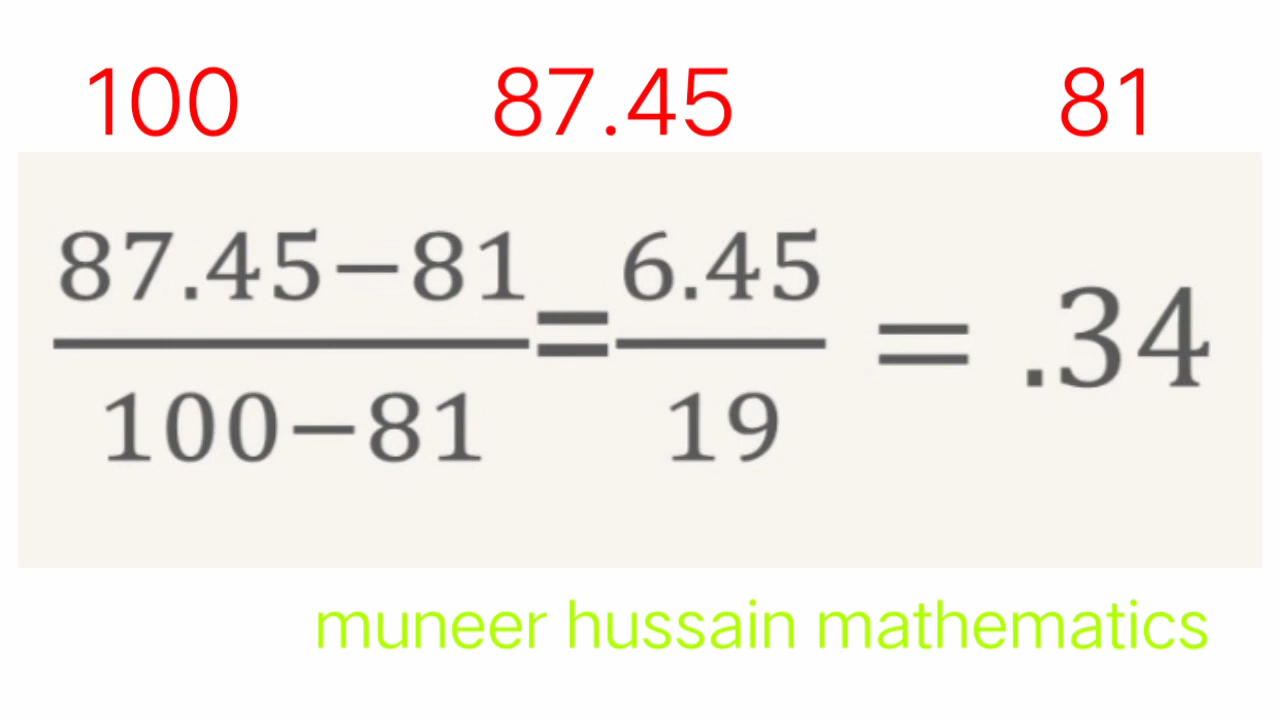 100 87.45 81
87.45−81 6.45
= = .34
100−81 19
muneer hussain mathematics